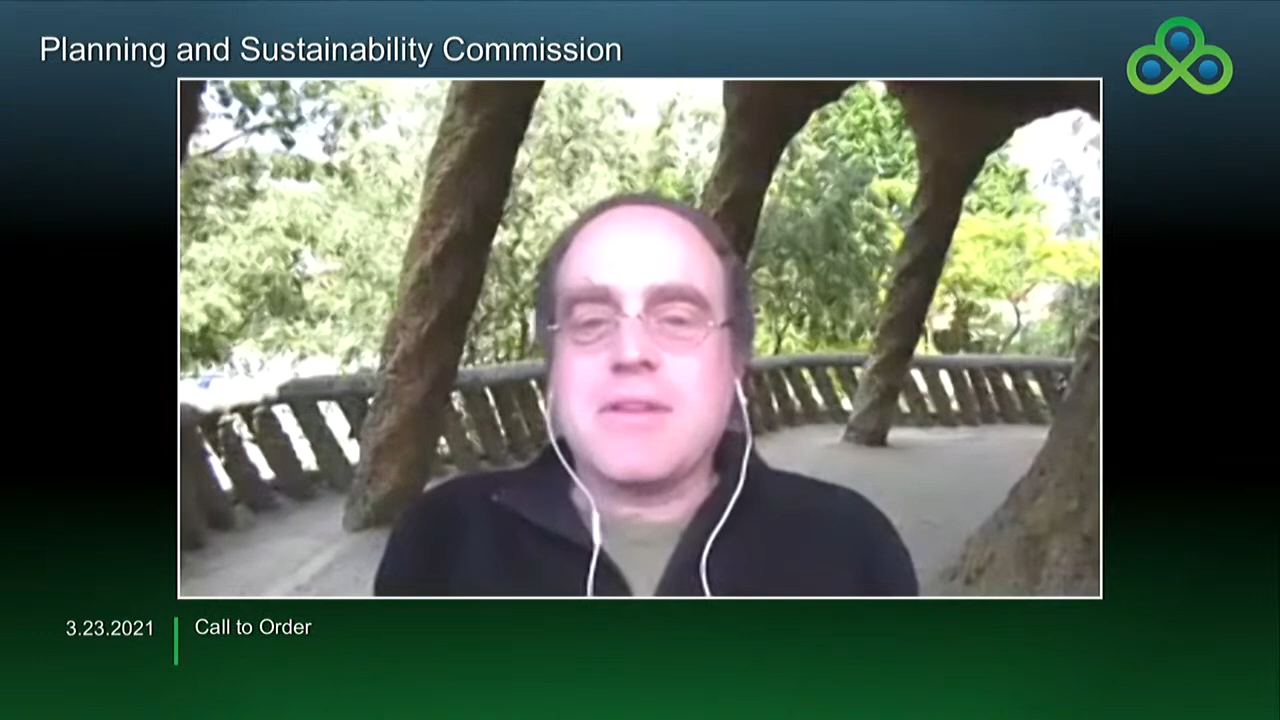 Planning and Sustainability Commission
3.23.2021
Call to Order